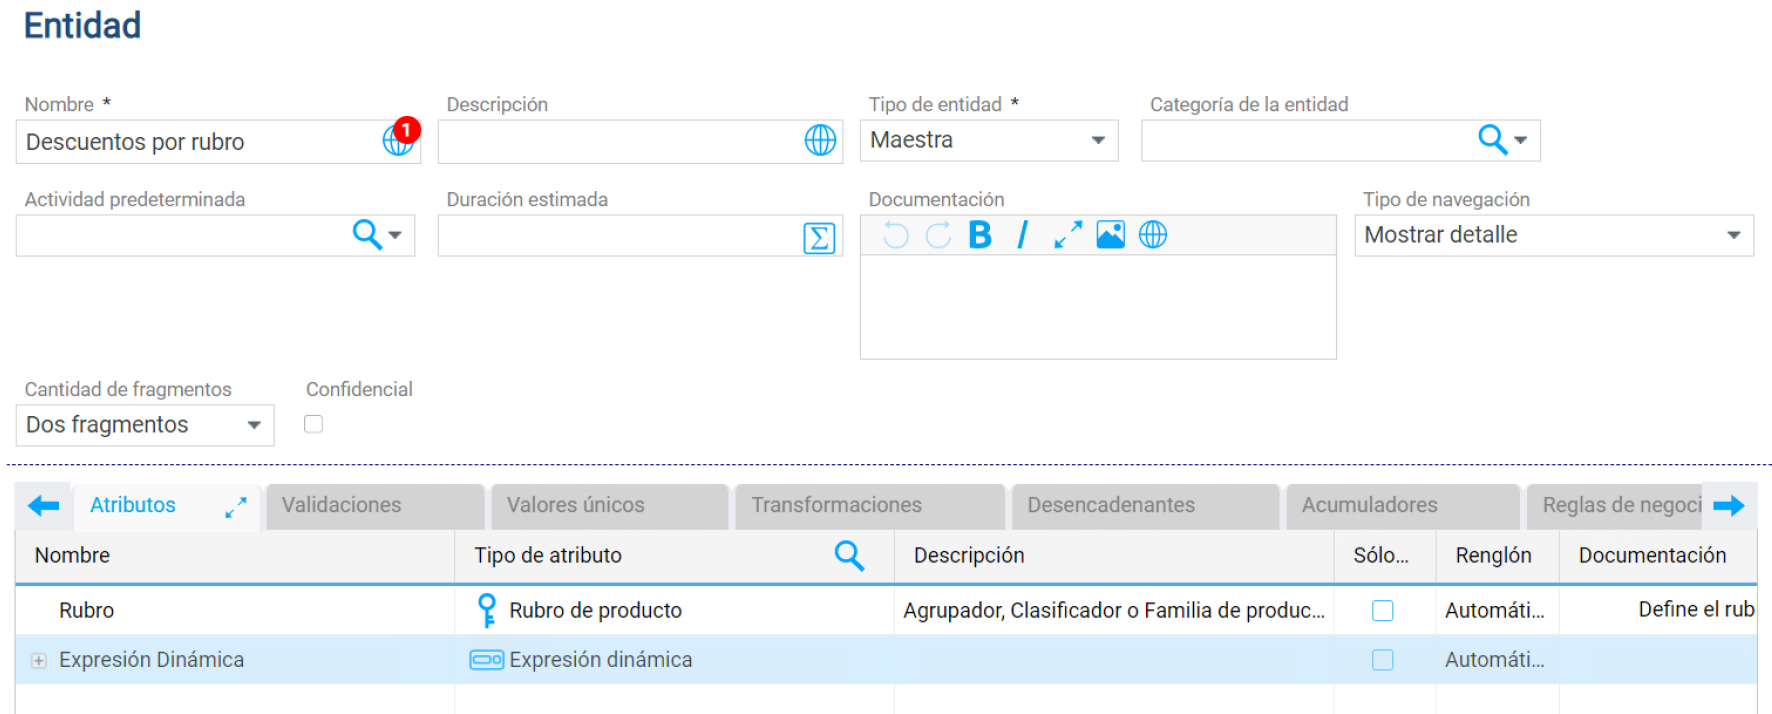 Entidad
Nombre *
Descripción
Tipo de entidad *
Categoría de la entidad
Descuentos por rubro
1
Maestra
Actividad predeterminada
Duración estimada
Documentación
Tipo de navegación
Σ
B I
Mostrar detalle
Cantidad de fragmentos
Confidencial
Dos fragmentos
Atributos
Validaciones
Valores únicos
Transformaciones
Desencadenantes
Acumuladores
Reglas de negoci
Nombre
Tipo de atributo
Descripción
Sólo...
Renglón
Documentación
Rubro
Rubro de producto
Agrupador, Clasificador o Familia de produc...
Automáti...
Define el rub
Expresión Dinámica
Expresión dinámica
Automáti...